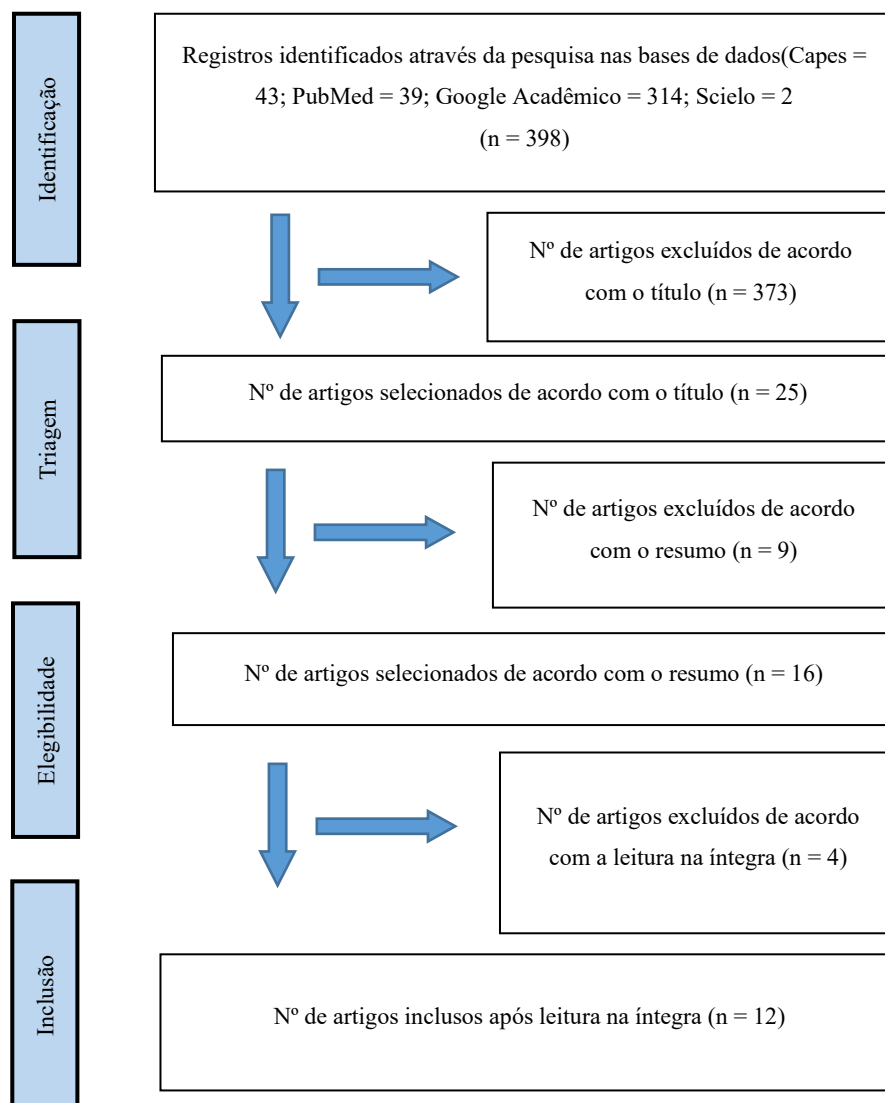 Identificação
Registros identificados através da pesquisa nas bases de dados(Capes =
43; PubMed = 39; Google Acadêmico = 314; Scielo = 2
(n = 398)
Nº de artigos excluídos de acordo
com o título (n = 373)
Triagem
Nº de artigos selecionados de acordo com o título (n = 25)
Nº de artigos excluídos de acordo
com o resumo (n = 9)
Elegibilidade
Nº de artigos selecionados de acordo com o resumo (n = 16)
Nº de artigos excluídos de acordo
com a leitura na íntegra (n = 4)
Inclusão
Nº de artigos inclusos após leitura na íntegra (n = 12)